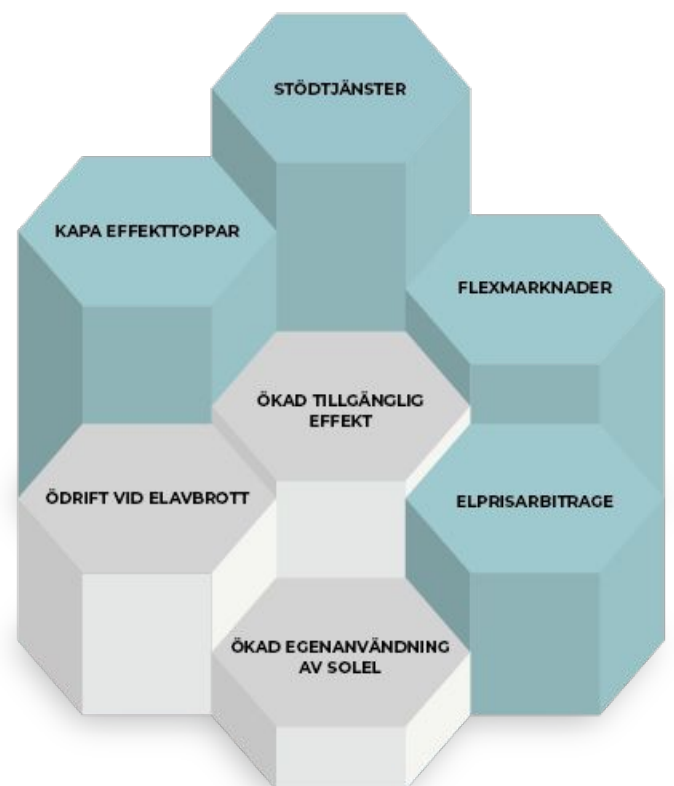 STÖDTJÄNSTER
KAPA EFFEKTTOPPAR
FLEXMARKNADER
ÖKAD TILLGÄNGLIG
EFFEKT
ÖDRIFT VID ELAVBROTT
ELPRISARBITRAGE
ÖKAD EGENANVÄNDNING
AV SOLEL